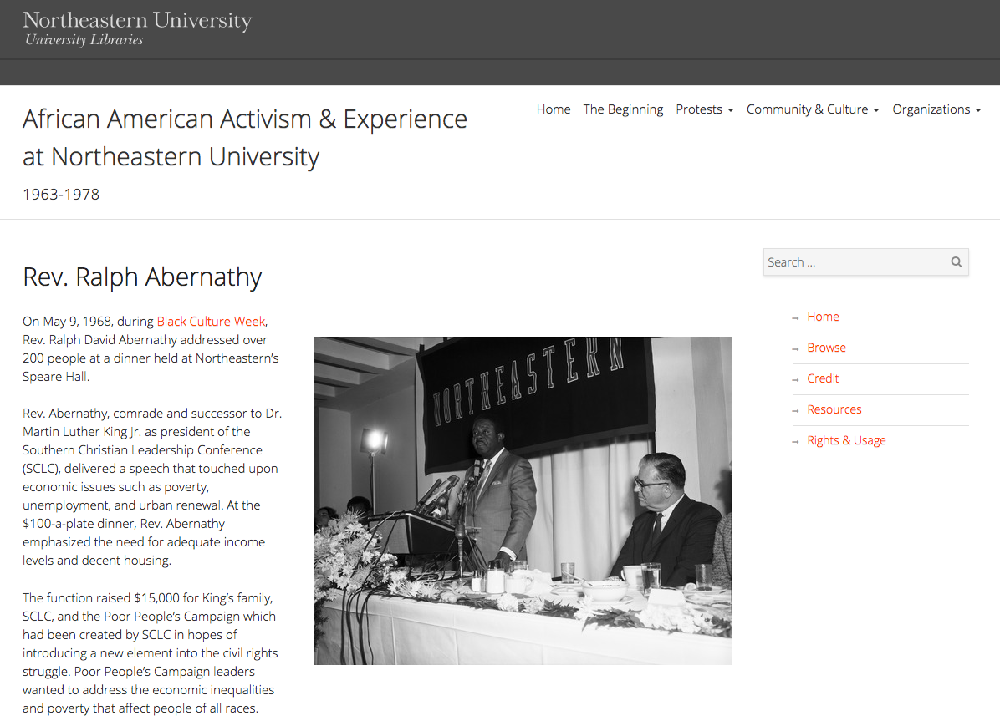 Northeastern University
University Libraries
African American Activism & Experience
at Northeastern University
1963-1978
Home The Beginning Protests Community & Culture Organizations
Rev. Ralph Abernathy
On May 9, 1968, during Black Culture Week,
Rev. Ralph David Abernathy addressed over
200 people at a dinner held at Northeastern’s
Speare Hall.
Rev. Abernathy, comrade and successor to Dr.
Martin Luther King Jr. as president of the
Southern Christian Leadership Conference
(SCLC), delivered a speech that touched upon
economic issues such as poverty,
unemployment, and urban renewal. At the
$100-a-plate dinner, Rev. Abernathy
emphasized the need for adequate income
levels and decent housing.
The function raised $15,000 for King’s family,
SCLC, and the Poor People’s Campaign which
had been created by SCLC in hopes of
introducing a new element into the civil rights
struggle. Poor People’s Campaign leaders
wanted to address the economic inequalities
and poverty that affect people of all races.
NORTHEASTERN
Search ...
Home
Browse
Credit
Resources
Rights & Usage